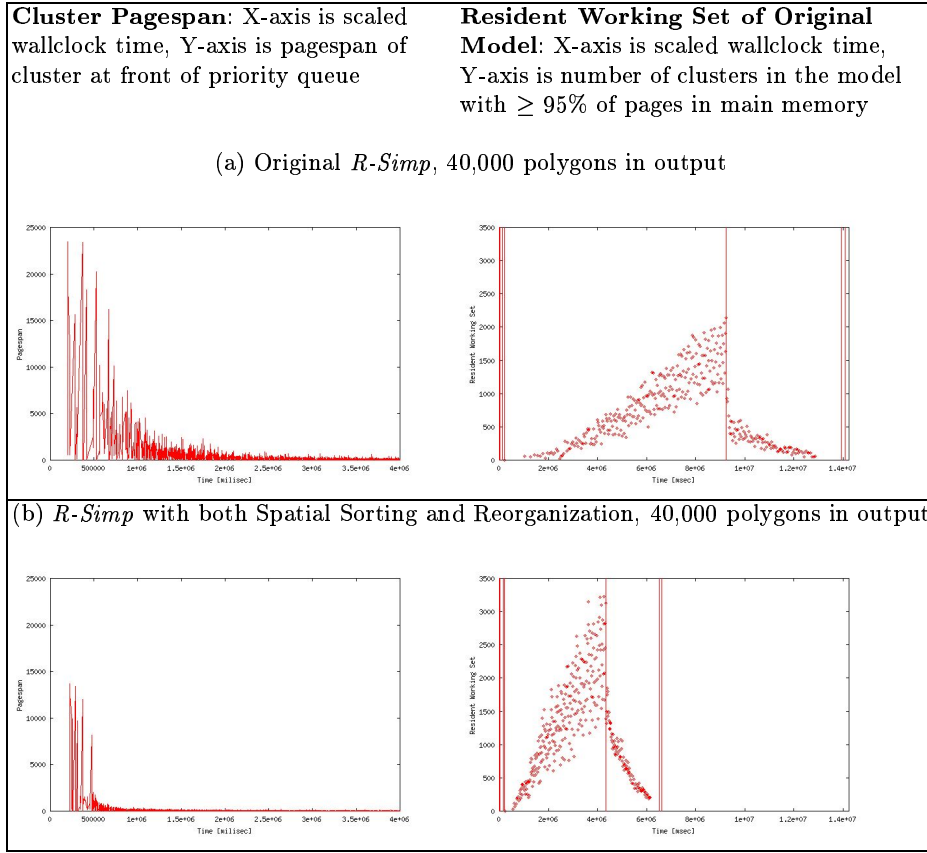 Cluster Pagespan: X-axis is scaled
wallclock time, Y-axis is pagespan of
cluster at front of priority queue
Resident Working Set of Original
Model: X-axis is scaled wallclock time,
Y-axis is number of clusters in the model
with ≥ 95% of pages in main memory
(a) Original R-Simp, 40,000 polygons in output
25000
20000
15000
10000
5000
0
Pagespan
0 500000 1e+06 1.5e+06 2e+06 2.5e+06 3e+06 3.5e+06 4e+06
Time [milisec]
3500
3000
2500
2000
1500
1000
500
0
Resident Working Set
0 2e+06 4e+06 6e+06 8e+06 1e+07 1.2e+07 1.4e+07
Time [msec]
(b) R-Simp with both Spatial Sorting and Reorganization, 40,000 polygons in output
25000
20000
15000
10000
5000
0
Pagespan
0 500000 1e+06 1.5e+06 2e+06 2.5e+06 3e+06 3.5e+06 4e+06
Time [milisec]
3500
3000
2500
2000
1500
1000
500
0
Resident Working Set
0 2e+06 4e+06 6e+06 8e+06 1e+07 1.2e+07 1.4e+07
Time [msec]